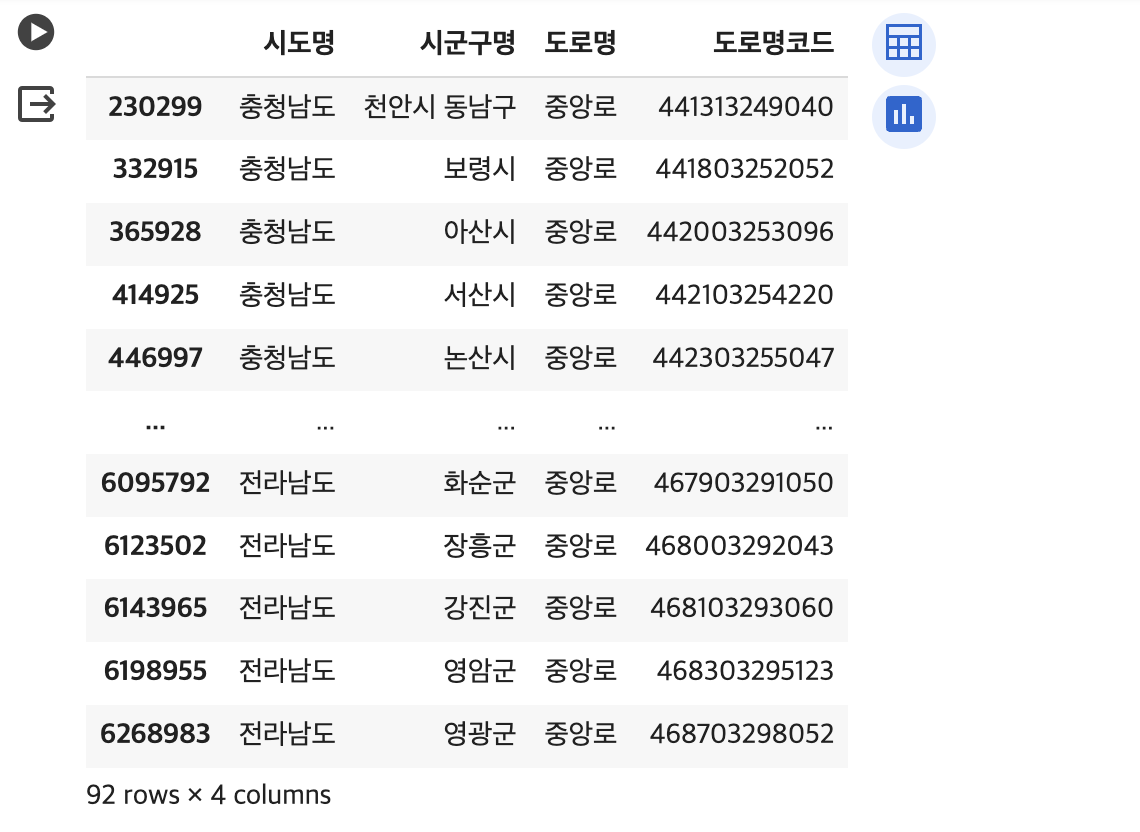 시도명 시군구명 도로명 도로명코드
230299 충청남도 천안시 동남구 중앙로 441313249040
332915 충청남도 보령시 중앙로 441803252052
365928 충청남도 아산시 중앙로 442003253096
414925 충청남도 서산시 중앙로 442103254220
446997 충청남도 논산시 중앙로 442303255047
... ... ... ... ...
6095792 전라남도 화순군 중앙로 467903291050
6123502 전라남도 장흥군 중앙로 468003292043
6143965 전라남도 강진군 중앙로 468103293060
6198955 전라남도 영암군 중앙로 468303295123
6268983 전라남도 영광군 중앙로 468703298052
92 rows × 4 columns